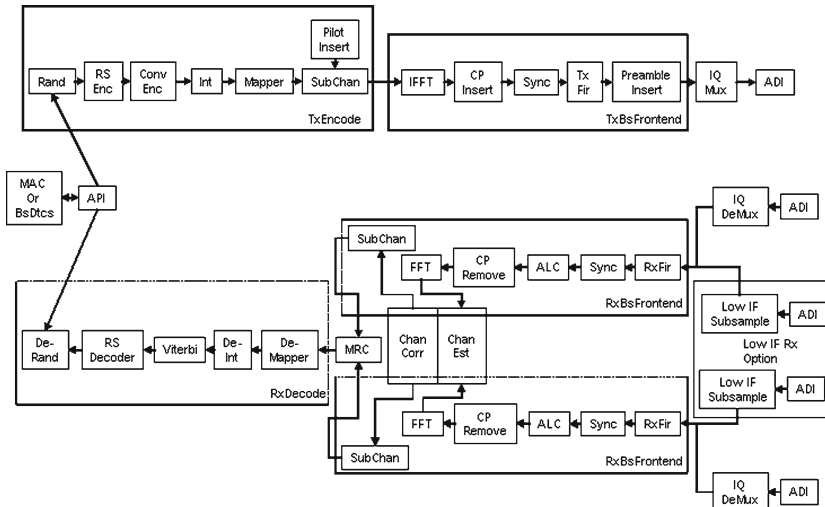 Pilot
Insert
Rand
RS
Enc
Conv
Enc
Int
Mapper
SubChan
TxEncode
IFFT
CP
Insert
Sync
Tx
Fir
Preamble
Insert
TxBsFrontend
IQ
Mux
ADI
MAC
Or
BsDtcs
API
IQ
DeMux
ADI
SubChan
FFT
CP
Remove
ALC
Sync
RxFir
RxBsFrontend
Low IF
Subsample
ADI
Low IF Rx
Option
Low IF
Subsample
ADI
De-
Rand
RS
Decoder
Viterbi
De-
Int
De-
Mapper
RxDecode
MRC
Chan
Corr
Chan
Est
FFT
CP
Remove
ALC
Sync
RxFir
SubChan
RxBsFrontend
IQ
DeMux
ADI